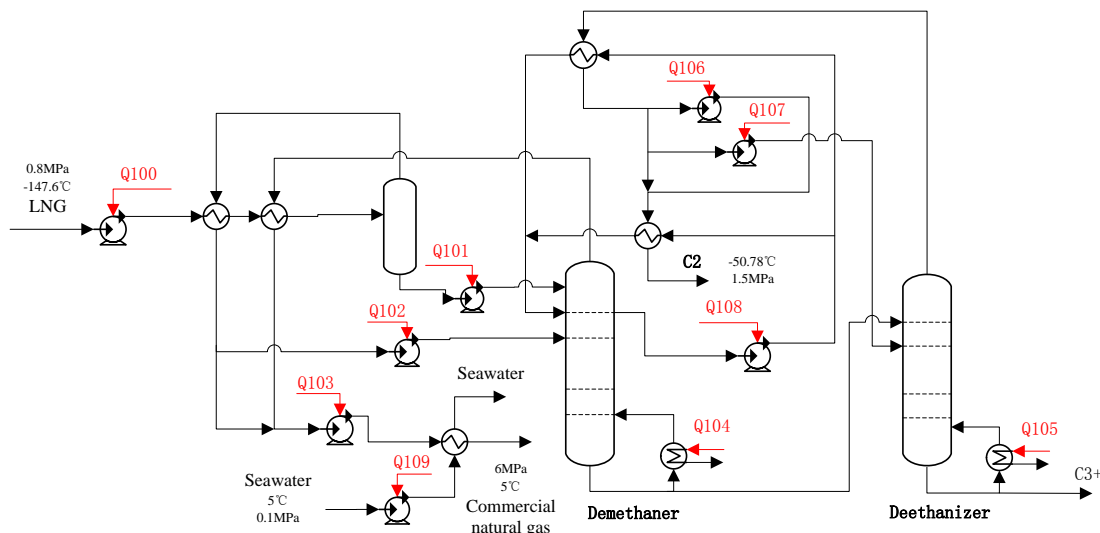 Q106
Q107
0.8MPa
-147.6℃
LNG
Q100
Q101
C2
-50.78℃
1.5MPa
Q102
Q108
Q103
Seawater
Q104
Q105
Q109
Seawater
5℃
0.1MPa
6MPa
5℃
Commercial
natural gas
Demethaner
Deethanizer
C3+